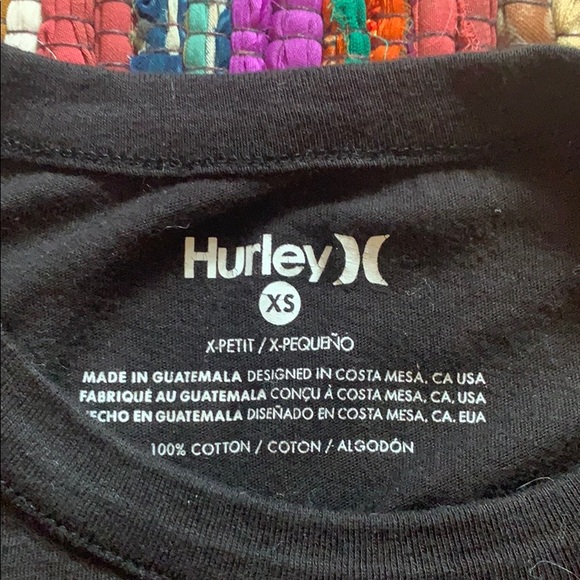 Hurley
XS
X-PETIT / X-PEQUEÑO
MADE IN GUATEMALA DESIGNED IN COSTA MESA, CA USA
FABRIQUÉ AU GUATEMALA CONÇU À COSTA MESA, CA, USA
HECHO EN GUATEMALA DISEÑADO EN COSTA MESA, CA. EUA
100% COTTON / COTON / ALGODÓN